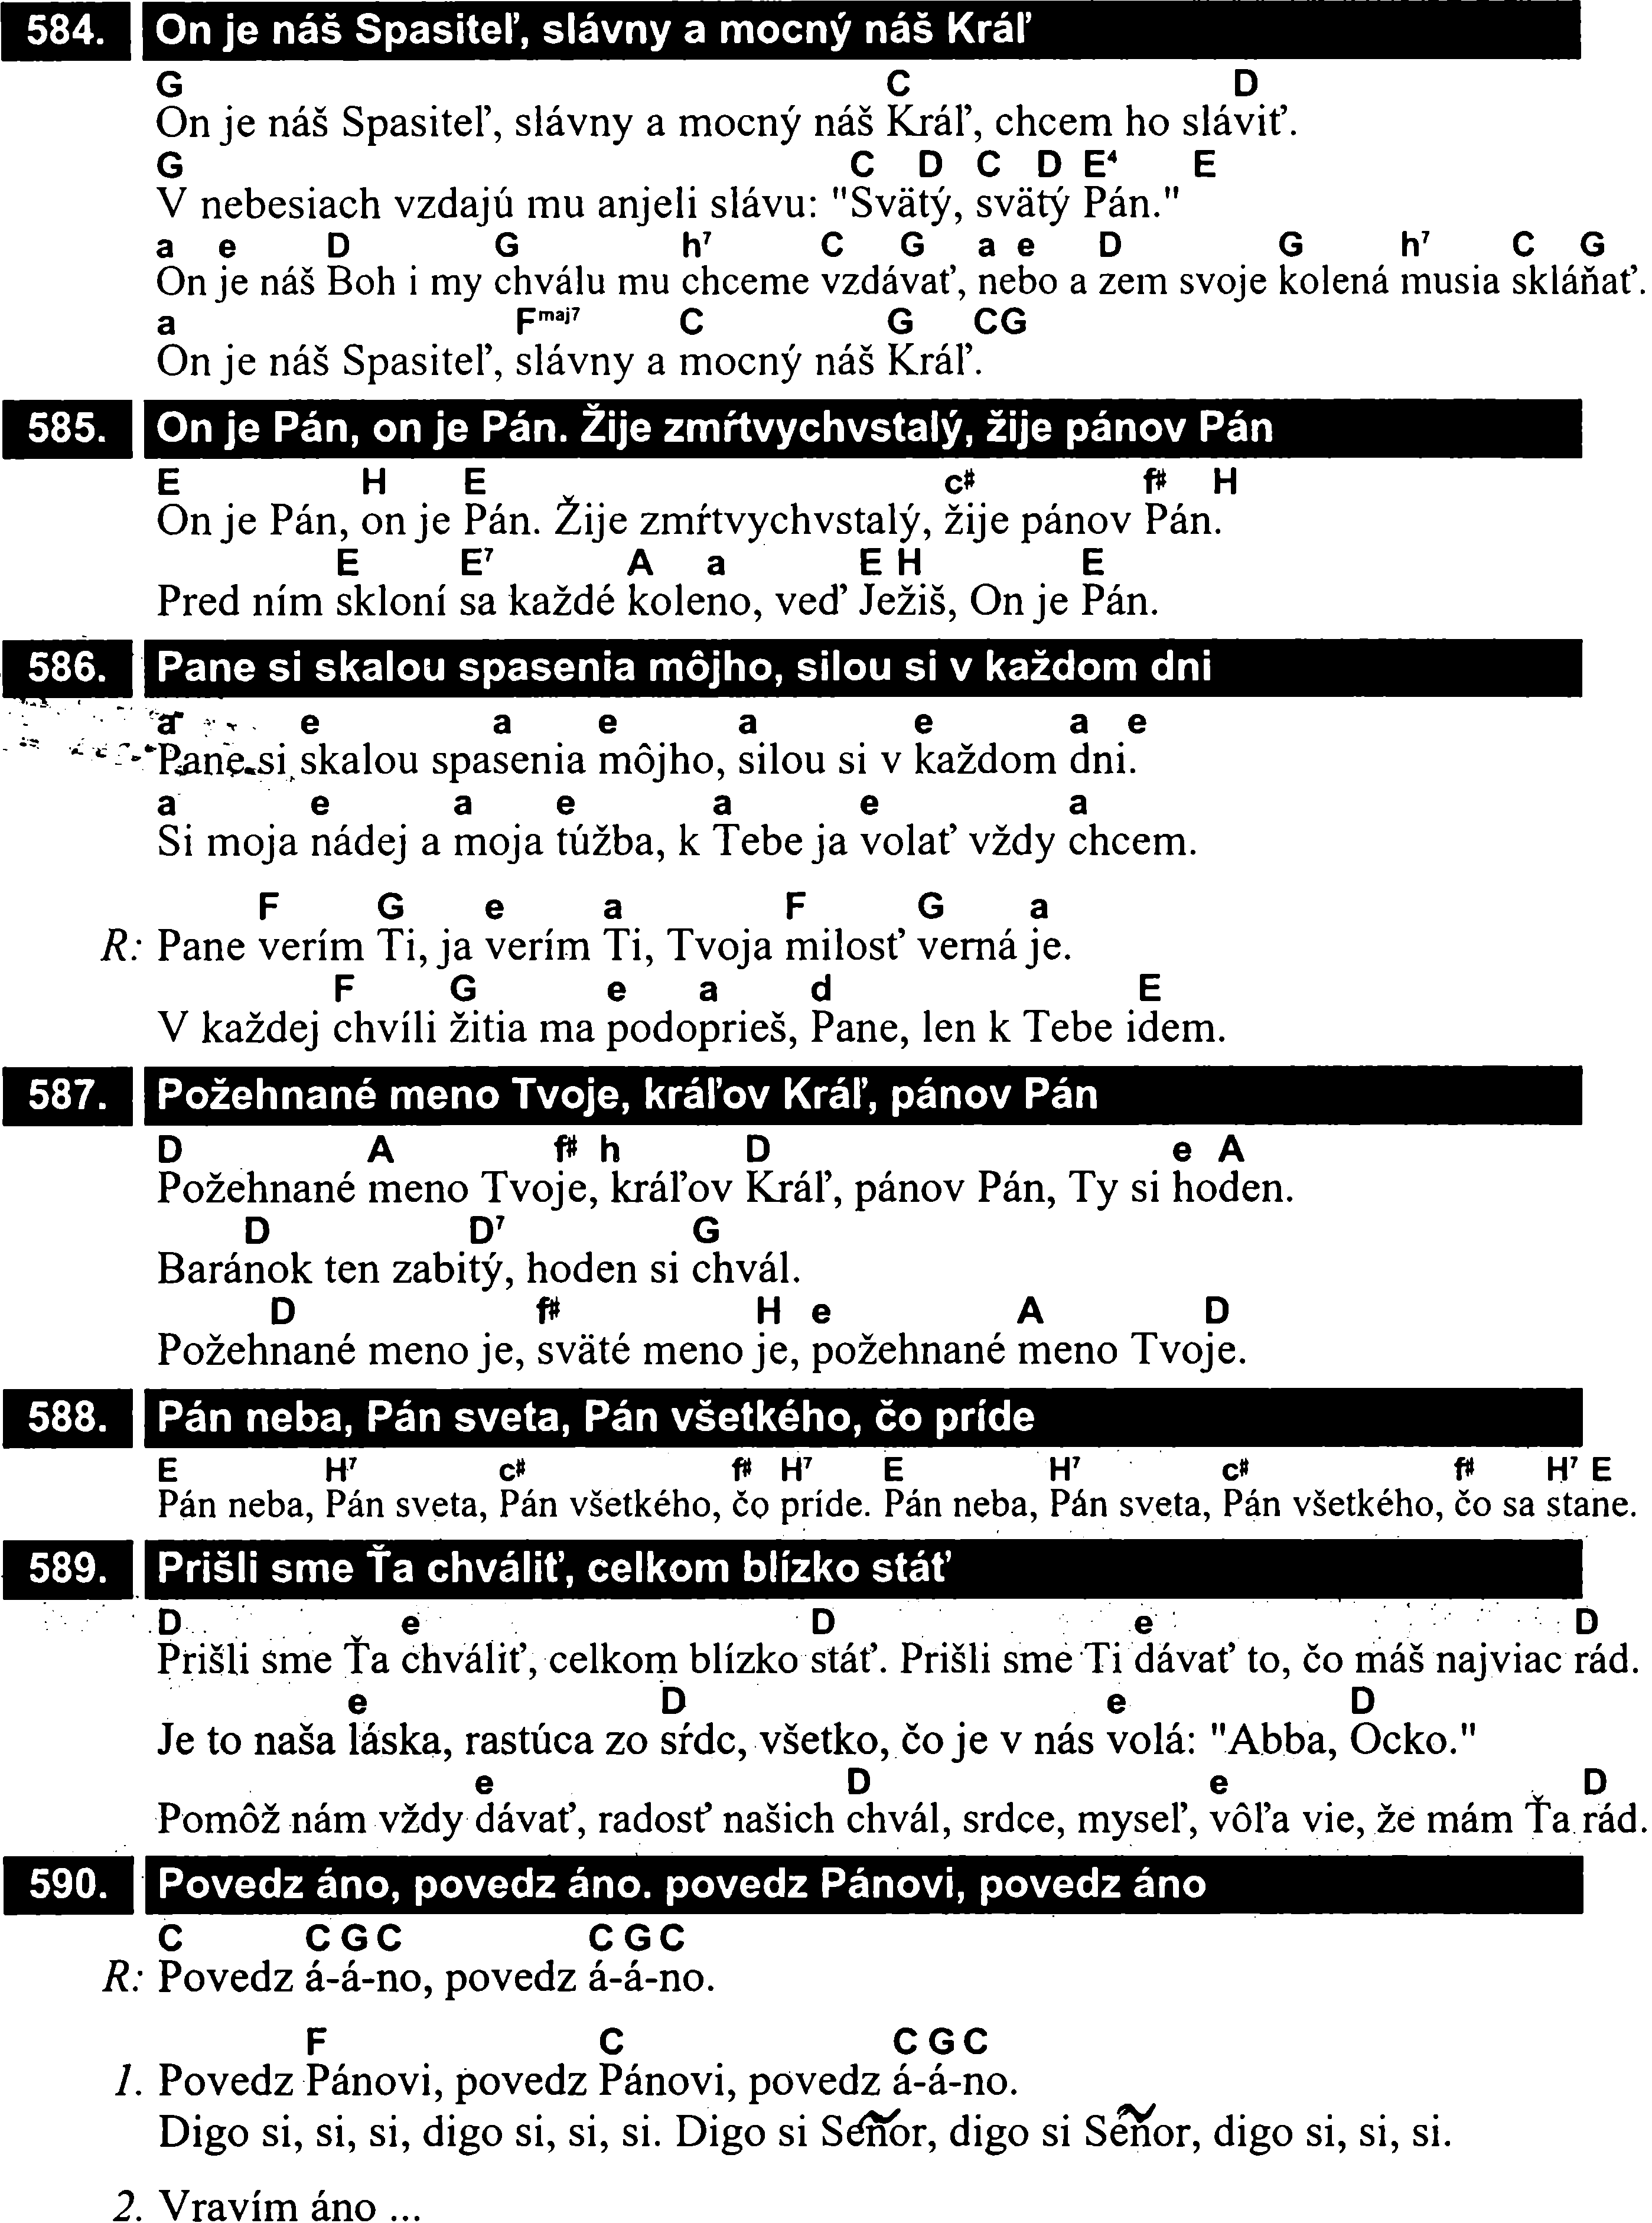 584. On je náš Spasiteľ, slávny a mocný náš Kráľ
G C D
On je náš Spasiteľ, slávny a mocný náš Kráľ, chcem ho sláviť.
G C D C D E⁴ E
V nebesiach vzdajú mu anjeli slávu: "Svätý, svätý Pán."
a e D G h⁷ C G a e D G h⁷ C G
On je náš Boh i my chválu mu chceme vzdávať, nebo a zem svoje kolená musia skláňať.
a Fᵐᵃʲ⁷ C G CG
On je náš Spasiteľ, slávny a mocný náš Kráľ.
585. On je Pán, on je Pán. Žije zmŕtvychvstalý, žije pánov Pán
E H E c# f# H
On je Pán, on je Pán. Žije zmŕtvychvstalý, žije pánov Pán.
E E⁷ A a E H E
Pred ním skloní sa každé koleno, veď Ježiš, On je Pán.
586. Pane si skalou spasenia môjho, silou si v každom dni
a e a e a e a e
Pane si skalou spasenia môjho, silou si v každom dni.
a e a e a e a
Si moja nádej a moja túžba, k Tebe ja volať vždy chcem.
F G e a F G a
R: Pane verím Ti, ja verím Ti, Tvoja milosť verná je.
F G e a d E
V každej chvíli žitia ma podoprieš, Pane, len k Tebe idem.
587. Požehnané meno Tvoje, kráľov Kráľ, pánov Pán
D A f# h D e A
Požehnané meno Tvoje, kráľov Kráľ, pánov Pán, Ty si hoden.
D D⁷ G
Baránok ten zabitý, hoden si chvál.
D f# H e A D
Požehnané meno je, sväté meno je, požehnané meno Tvoje.
588. Pán neba, Pán sveta, Pán všetkého, čo príde
E H⁷ c# f# H⁷ E H⁷ c# f# H⁷ E
Pán neba, Pán sveta, Pán všetkého, čo príde. Pán neba, Pán sveta, Pán všetkého, čo sa stane.
589. Prišli sme Ťa chváliť, celkom blízko stáť
D e D e D
Prišli sme Ťa chváliť, celkom blízko stáť. Prišli sme Ti dávať to, čo máš najviac rád.
e D e D
Je to naša láska, rastúca zo sŕdc, všetko, čo je v nás volá: "Abba, Ocko."
e D e D
Pomôž nám vždy dávať, radosť našich chvál, srdce, myseľ, vôľa vie, že mám Ťa rád.
590. Povedz áno, povedz áno. povedz Pánovi, povedz áno
C C G C C G C
R: Povedz á-á-no, povedz á-á-no.
F C C G C
1. Povedz Pánovi, povedz Pánovi, povedz á-á-no.
Digo si, si, si, digo si, si, si. Digo si Señor, digo si Señor, digo si, si, si.
2. Vravím áno ...